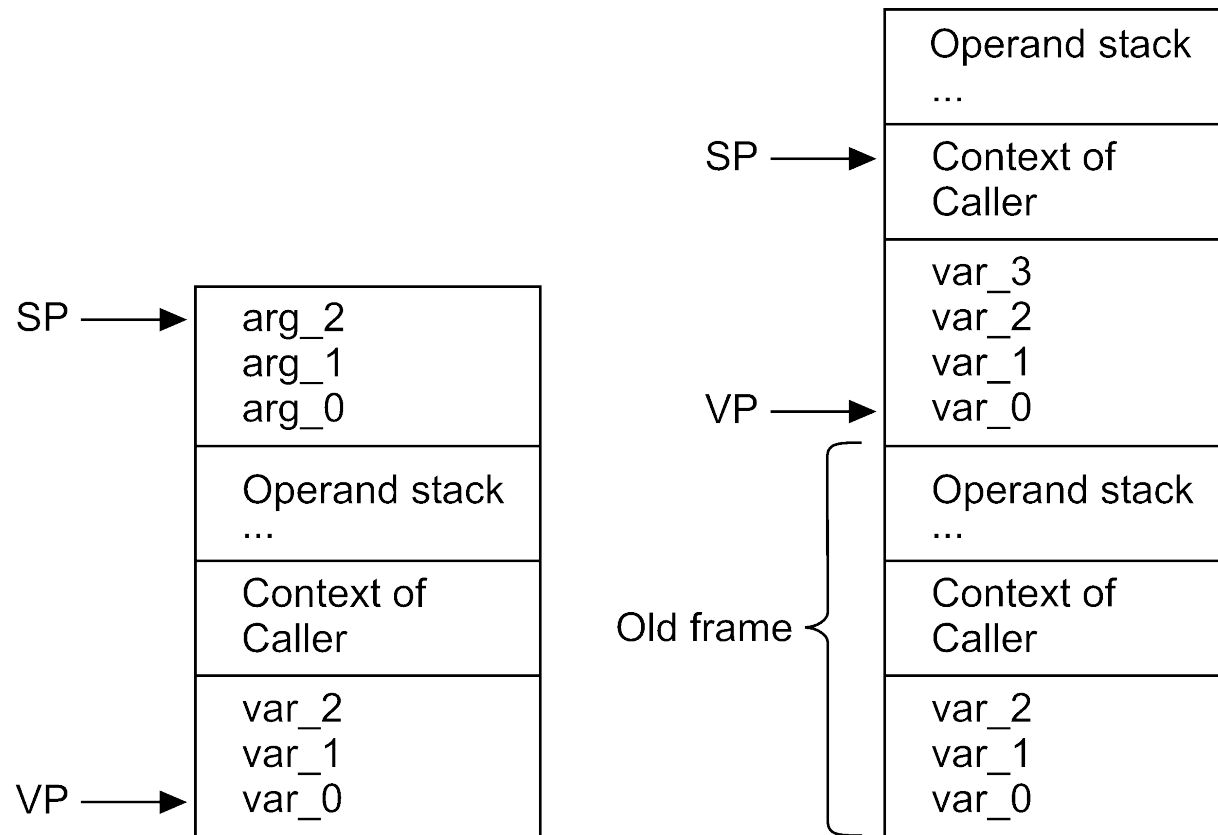 SP
arg_2
arg_1
arg_0
Operand stack
...
Context of
Caller
var_2
var_1
VP
var_0
Operand stack
...
SP
Context of
Caller
var_3
var_2
var_1
VP
var_0
Operand stack
...
Old frame
Context of
Caller
var_2
var_1
var_0